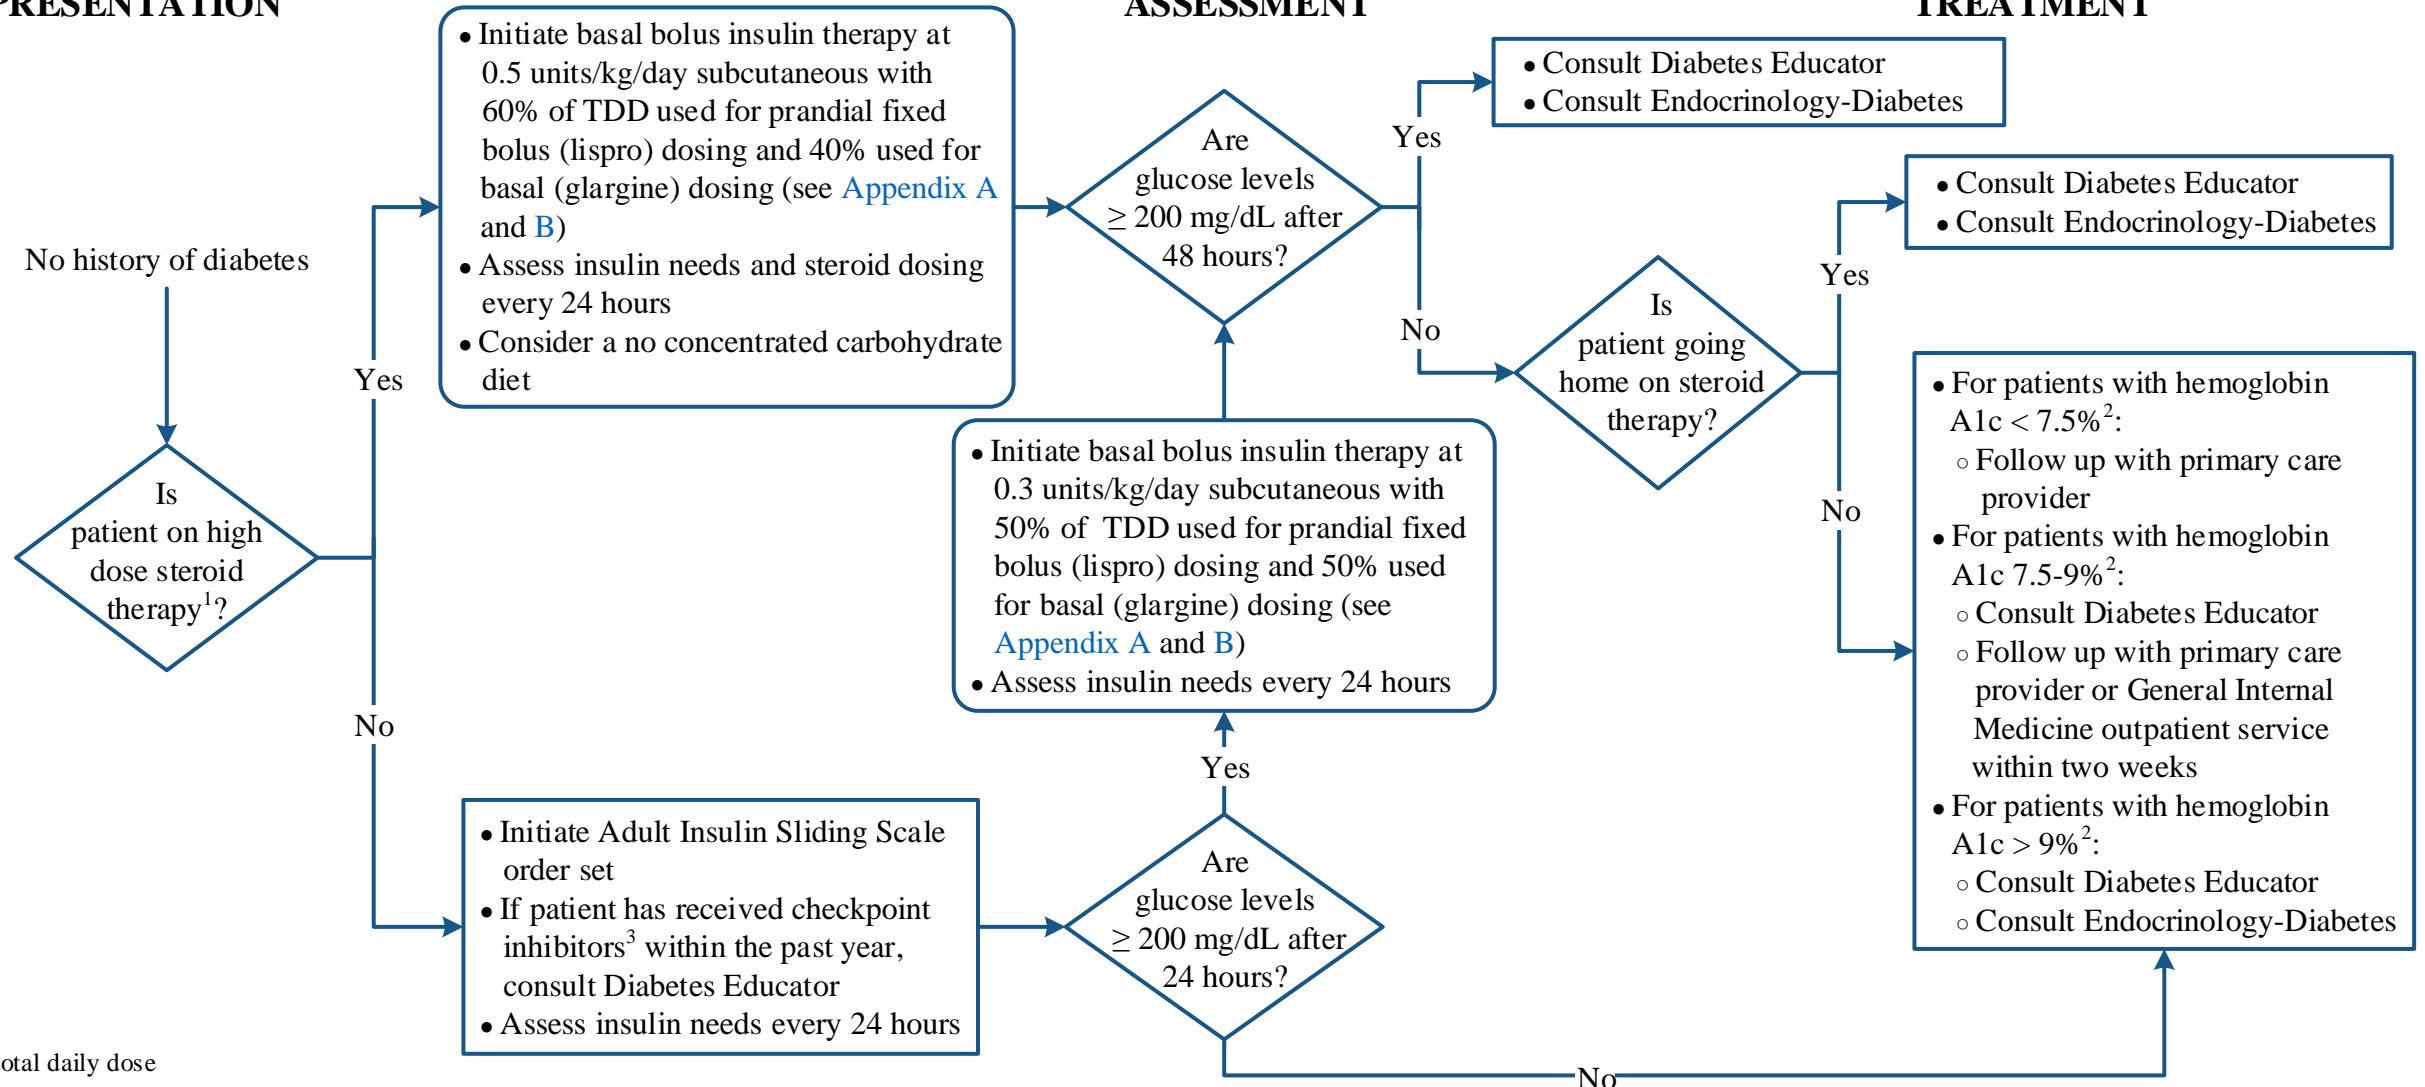 ASSESSMENT
TREATMENT
No history of diabetes
Is
patient on high
dose steroid
therapy¹?
Yes
No
• Initiate basal bolus insulin therapy at
0.5 units/kg/day subcutaneous with
60% of TDD used for prandial fixed
bolus (lispro) dosing and 40% used for
basal (glargine) dosing (see Appendix A
and B)
• Assess insulin needs and steroid dosing
every 24 hours
• Consider a no concentrated carbohydrate
diet
• Initiate Adult Insulin Sliding Scale
order set
• If patient has received checkpoint
inhibitors³ within the past year,
consult Diabetes Educator
• Assess insulin needs every 24 hours
Are
glucose levels
≥ 200 mg/dL after
48 hours?
• Initiate basal bolus insulin therapy at
0.3 units/kg/day subcutaneous with
50% of TDD used for prandial fixed
bolus (lispro) dosing and 50% used
for basal (glargine) dosing (see
Appendix A and B)
• Assess insulin needs every 24 hours
Yes
Are
glucose levels
≥ 200 mg/dL after
24 hours?
No
Yes
No
• Consult Diabetes Educator
• Consult Endocrinology-Diabetes
Is
patient going
home on steroid
therapy?
Yes
No
• Consult Diabetes Educator
• Consult Endocrinology-Diabetes
• For patients with hemoglobin
A1c < 7.5%²:
○ Follow up with primary care
provider
• For patients with hemoglobin
A1c 7.5-9%²:
○ Consult Diabetes Educator
○ Follow up with primary care
provider or General Internal
Medicine outpatient service
within two weeks
• For patients with hemoglobin
A1c > 9%²:
○ Consult Diabetes Educator
○ Consult Endocrinology-Diabetes
otal daily dose